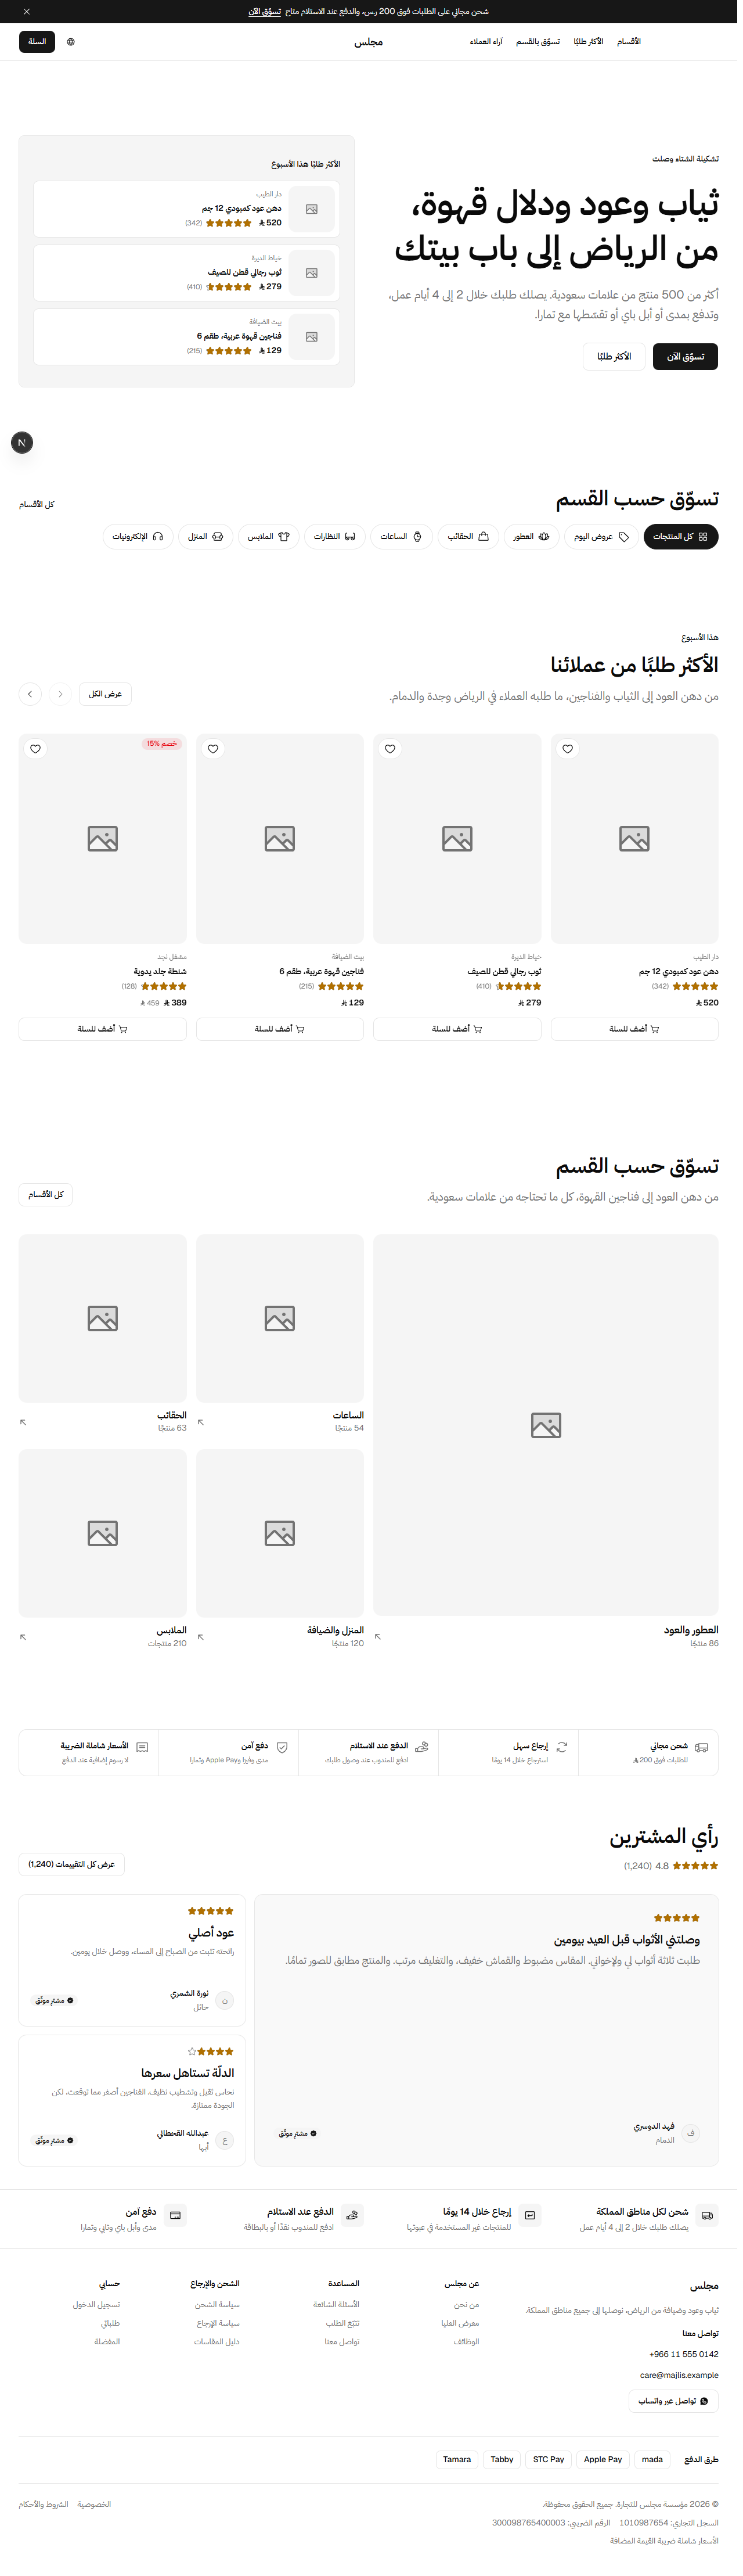 شحن مجاني على الطلبات فوق 200 ر.س، والدفع عند الاستلام متاح تسوّق الآن
الأقسام
الأكثر طلبًا
تسوّق بالقسم
آراء العملاء
مجلس
السلة
تشكيلة الشتاء وصلت
ثياب وعود ودلال قهوة،
من الرياض إلى باب بيتك
أكثر من 500 منتج من علامات سعودية. يصلك طلبك خلال 2 إلى 4 أيام عمل،
وتدفع بمدى أو أبل باي أو تقسّطها مع تمارا.
تسوّق الآن
الأكثر طلبًا
الأكثر طلبًا هذا الأسبوع
دار الطيب
دهن عود كمبودي 12 جم
520 (342)
خياط الديرة
ثوب رجالي قطن للصيف
279 (410)
بيت الضيافة
فناجين قهوة عربية، طقم 6
129 (215)
تسوّق حسب القسم
كل الأقسام
كل المنتجات
عروض اليوم
العطور
الحقائب
الساعات
النظارات
الملابس
المنزل
الإلكترونيات
هذا الأسبوع
الأكثر طلبًا من عملائنا
من دهن العود إلى الثياب والفناجين، ما طلبه العملاء في الرياض وجدة والدمام.
عرض الكل
دار الطيب
دهن عود كمبودي 12 جم
(342)
520
أضف للسلة
خياط الديرة
ثوب رجالي قطن للصيف
(410)
279
أضف للسلة
بيت الضيافة
فناجين قهوة عربية، طقم 6
(215)
129
أضف للسلة
خصم 15%
مشغل نجد
شنطة جلد يدوية
(128)
389 459
أضف للسلة
تسوّق حسب القسم
من دهن العود إلى فناجين القهوة، كل ما تحتاجه من علامات سعودية.
كل الأقسام
العطور والعود
86 منتجًا
الساعات
54 منتجًا
الحقائب
63 منتجًا
المنزل والضيافة
120 منتجًا
الملابس
210 منتجات
شحن مجاني
للطلبات فوق 200
إرجاع سهل
استرجاع خلال 14 يومًا
الدفع عند الاستلام
ادفع للمندوب عند وصول طلبك
دفع آمن
مدى وفيزا وApple Pay وتمارا
الأسعار شاملة الضريبة
لا رسوم إضافية عند الدفع
رأي المشترين
4.8 (1,240)
عرض كل التقييمات (1,240)
وصلتني الأثواب قبل العيد بيومين
طلبت ثلاثة أثواب لي ولإخواني. المقاس مضبوط والقماش خفيف، والتغليف مرتب. والمنتج مطابق للصور تمامًا.
ف
فهد الدوسري
الدمام
مشترٍ موثّق
عود أصلي
رائحته تثبت من الصباح إلى المساء، ووصل خلال يومين.
ن
نورة الشمري
حائل
مشترٍ موثّق
الدلّة تستاهل سعرها
نحاس ثقيل وتشطيب نظيف. الفناجين أصغر مما توقعت، لكن
الجودة ممتازة.
ع
عبدالله القحطاني
أبها
مشترٍ موثّق
شحن لكل مناطق المملكة
يصلك طلبك خلال 2 إلى 4 أيام عمل
إرجاع خلال 14 يومًا
للمنتجات غير المستخدمة في عبوتها
الدفع عند الاستلام
ادفع للمندوب نقدًا أو بالبطاقة
دفع آمن
مدى وأبل باي وتابي وتمارا
مجلس
ثياب وعود وضيافة من الرياض، نوصلها إلى جميع مناطق المملكة.
تواصل معنا
+966 11 555 0142
care@majlis.example
تواصل عبر واتساب
عن مجلس
من نحن
معرض العليا
الوظائف
المساعدة
الأسئلة الشائعة
تتبّع الطلب
تواصل معنا
الشحن والإرجاع
سياسة الشحن
سياسة الإرجاع
دليل المقاسات
حسابي
تسجيل الدخول
طلباتي
المفضلة
طرق الدفع
mada
Apple Pay
STC Pay
Tabby
Tamara
© 2026 مؤسسة مجلس للتجارة. جميع الحقوق محفوظة.
الخصوصية
الشروط والأحكام
السجل التجاري: 1010987654 الرقم الضريبي: 300098765400003
الأسعار شاملة ضريبة القيمة المضافة